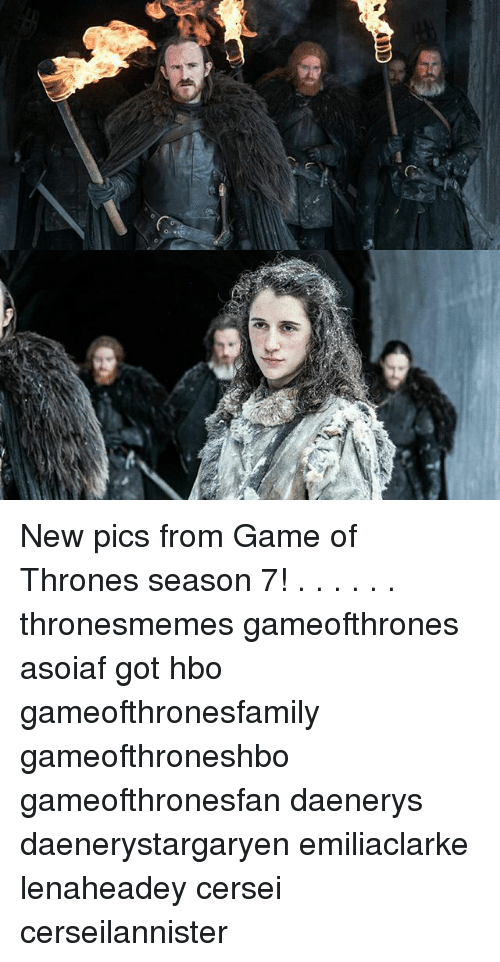 New pics from Game of
Thrones season 7! . . . . . .
thronesmemes gameofthrones
asoiaf got hbo
gameofthronesfamily
gameofthroneshbo
gameofthronesfan daenerys
daenerystargaryen emiliaclarke
lenaheadey cersei
cerseilannister